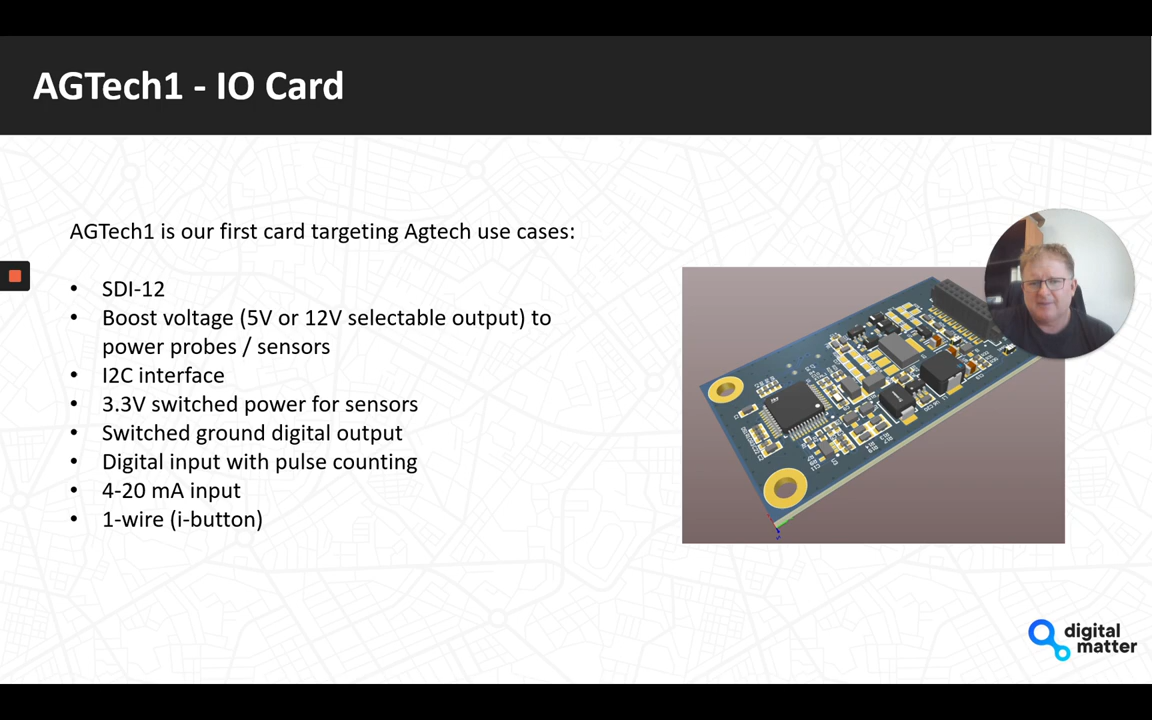 AGTech1 - IO Card
AGTech1 is our first card targeting Agtech use cases:
• SDI-12
• Boost voltage (5V or 12V selectable output) to
power probes / sensors
• I2C interface
• 3.3V switched power for sensors
• Switched ground digital output
• Digital input with pulse counting
• 4-20 mA input
• 1-wire (i-button)
digital
matter